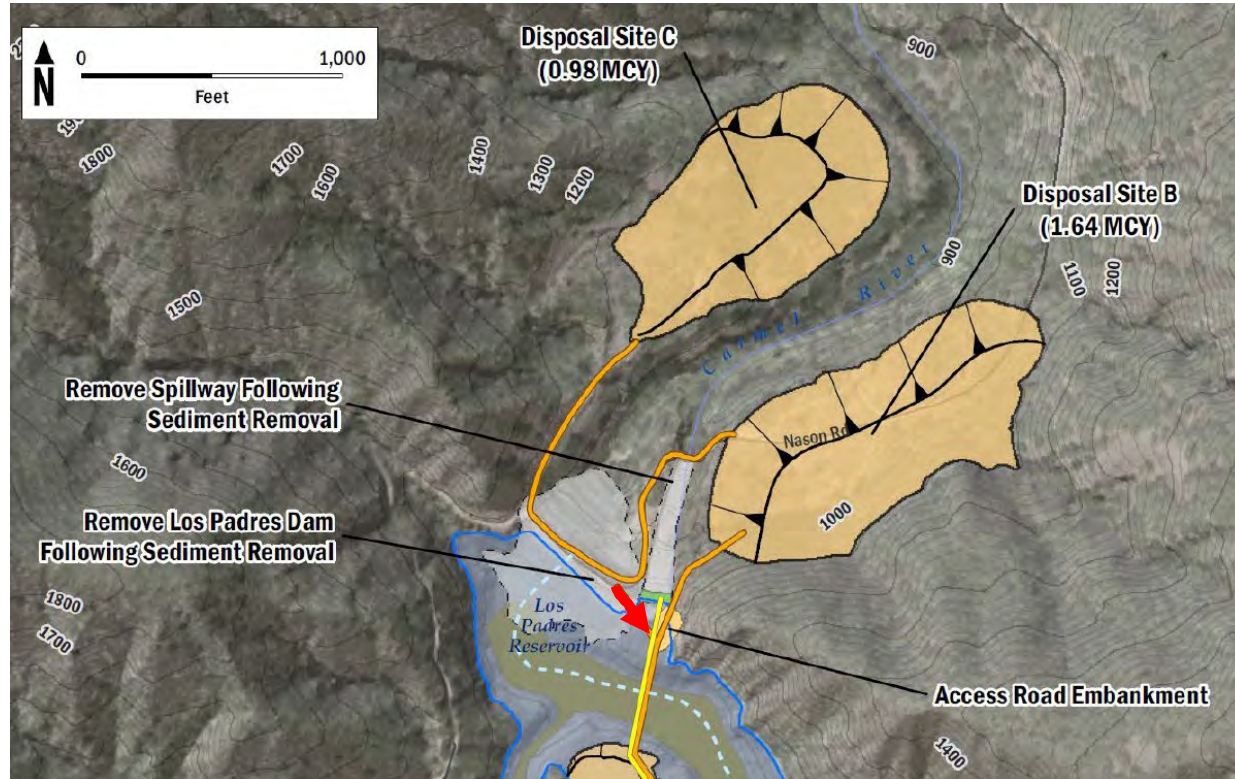 N
0
1,000
Feet
Disposal Site C
(0.98 MCY)
Disposal Site B
(1.64 MCY)
900
900
1800
1700
1600
1400
1300
1200
1100
1200
1500
Carmel River
Remove Spillway Following
Sediment Removal
Nason Rd
1600
1000
Remove Los Padres Dam
Following Sediment Removal
Los
Padres
Reservoir
1800
1700
Access Road Embankment
1400